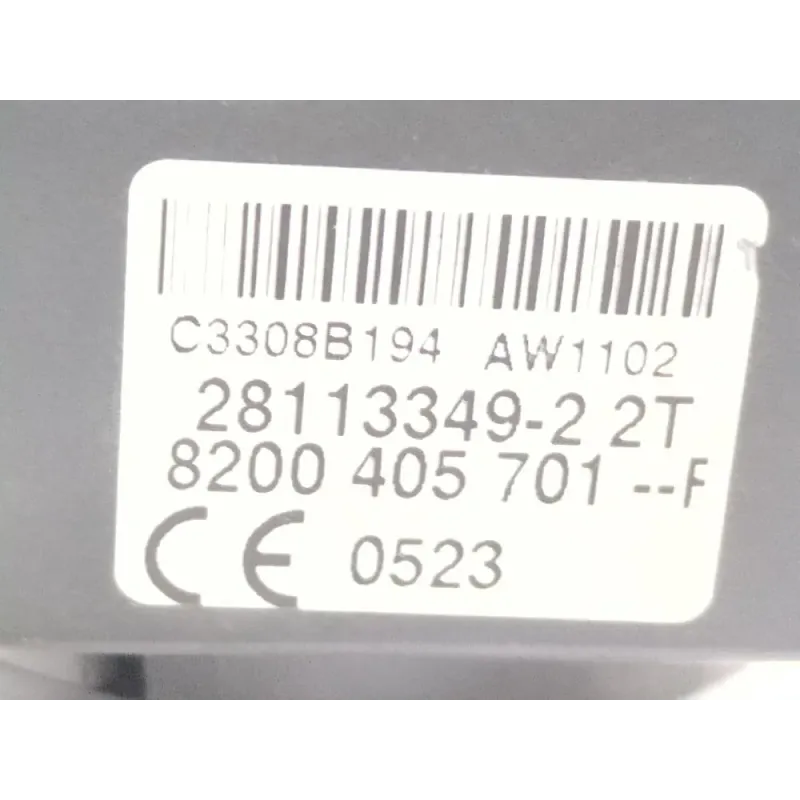 C3308B194 AW1102
28113349-2 2T
8200 405 701 --F
CE 0523